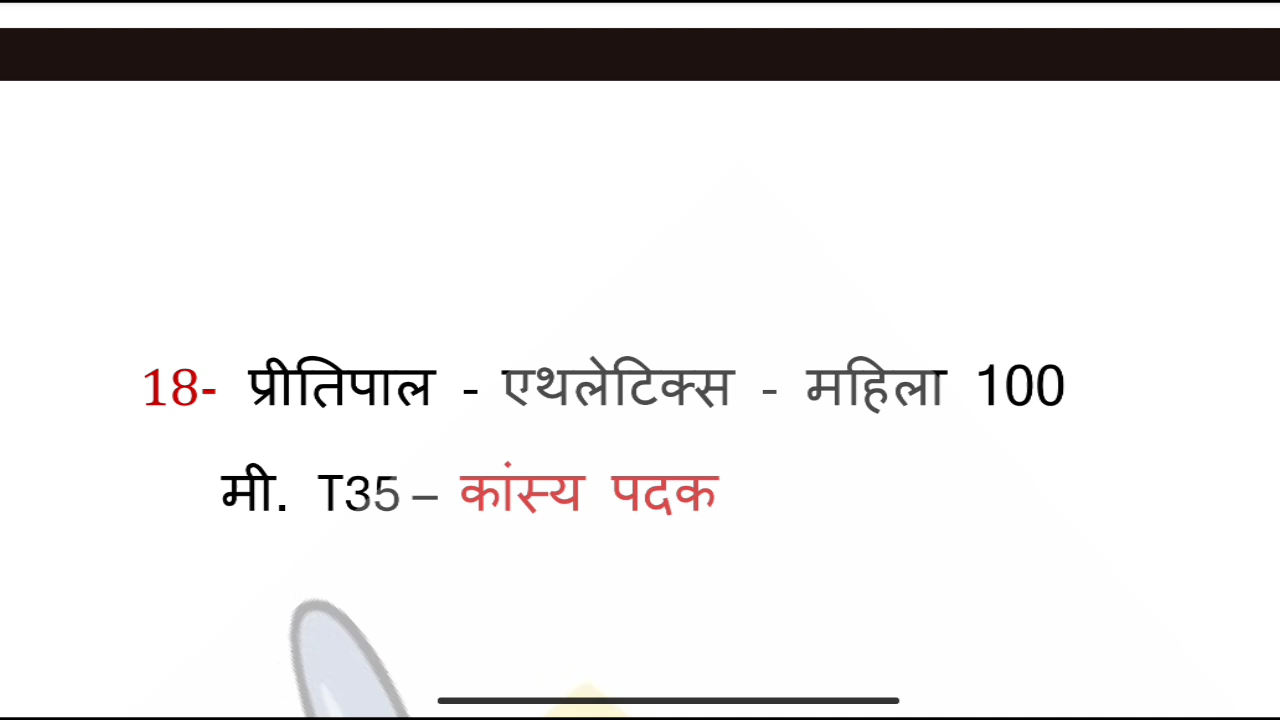 18- प्रीतिपाल - एथलेटिक्स - महिला 100
मी. T35 – कांस्य पदक